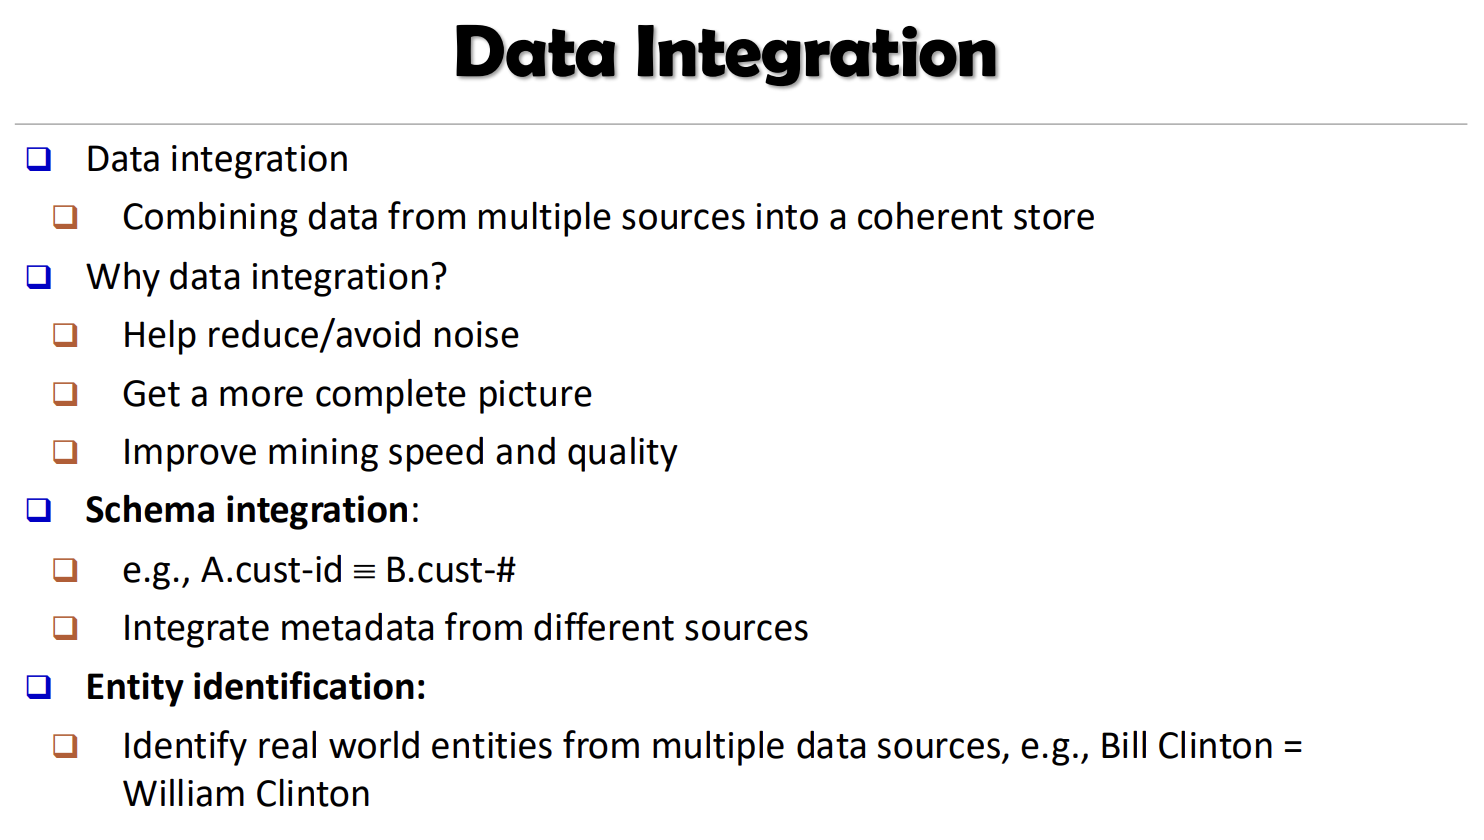 Data Integration
Data integration
Combining data from multiple sources into a coherent store
Why data integration?
Help reduce/avoid noise
Get a more complete picture
Improve mining speed and quality
Schema integration:
e.g., A.cust-id ≡ B.cust-#
Integrate metadata from different sources
Entity identification:
Identify real world entities from multiple data sources, e.g., Bill Clinton =
William Clinton